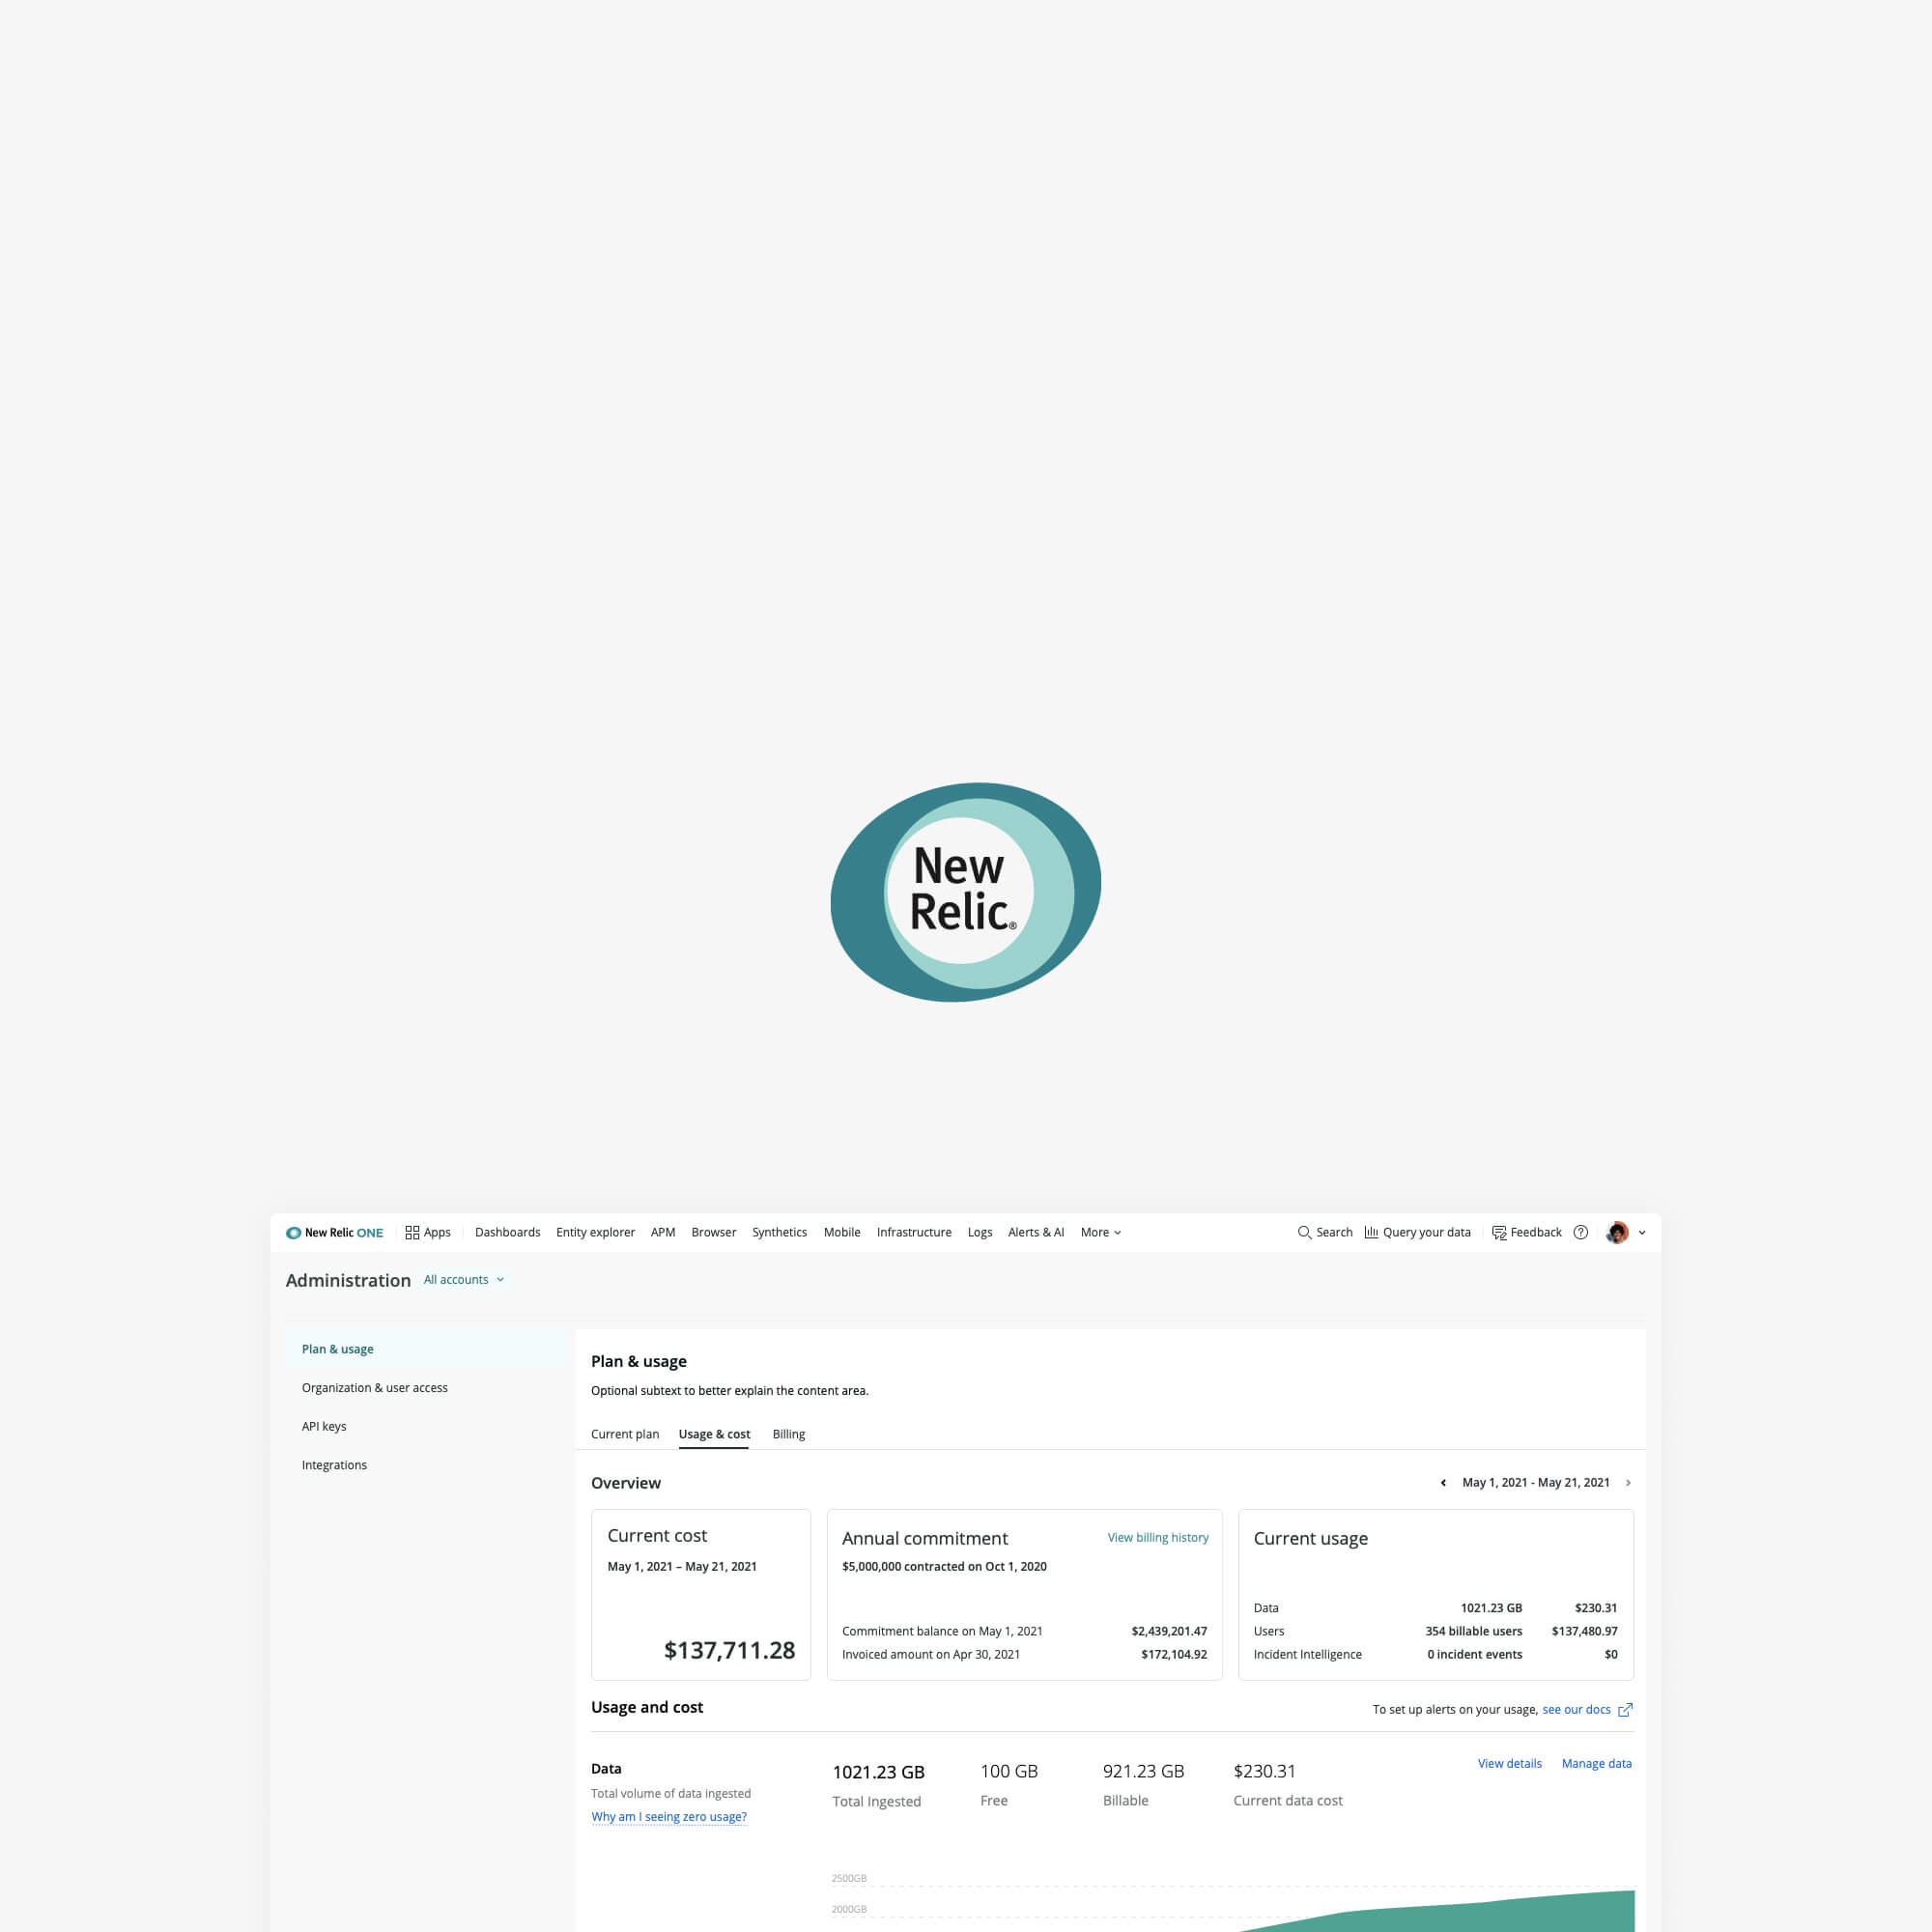 New
Relic®
New Relic ONE Apps Dashboards Entity explorer APM Browser Synthetics Mobile Infrastructure Logs Alerts & AI More Search Query your data Feedback ?
Administration All accounts
Plan & usage
Organization & user access
API keys
Integrations
Plan & usage
Optional subtext to better explain the content area.
Current plan Usage & cost Billing
Overview May 1, 2021 - May 21, 2021
Current cost
May 1, 2021 – May 21, 2021
$137,711.28
Annual commitment View billing history
$5,000,000 contracted on Oct 1, 2020
Commitment balance on May 1, 2021 $2,439,201.47
Invoiced amount on Apr 30, 2021 $172,104.92
Current usage
Data 1021.23 GB $230.31
Users 354 billable users $137,480.97
Incident Intelligence 0 incident events $0
Usage and cost To set up alerts on your usage, see our docs
Data
Total volume of data ingested
Why am I seeing zero usage?
1021.23 GB 100 GB 921.23 GB $230.31 View details Manage data
Total Ingested Free Billable Current data cost
2500GB
2000GB